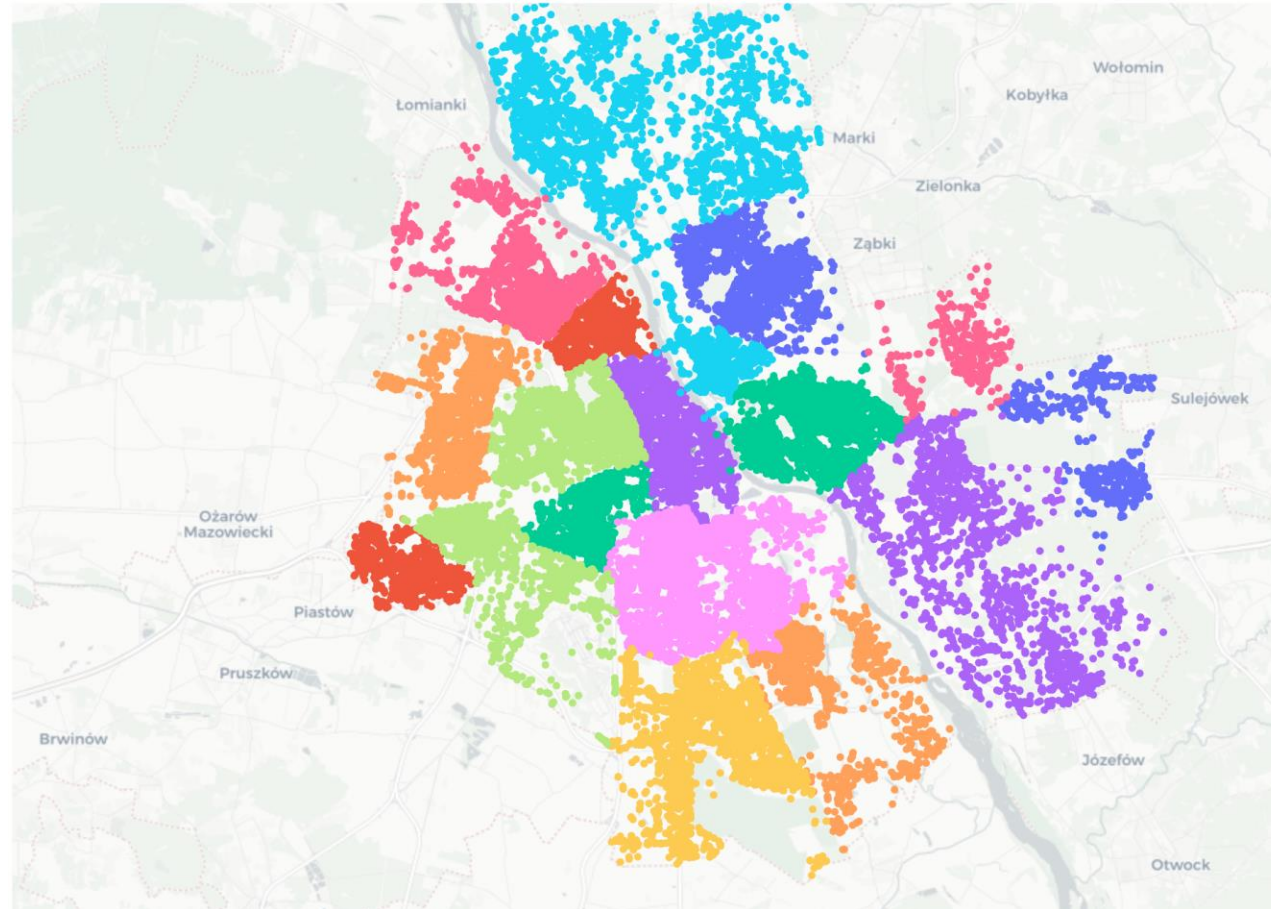 Wołomin
Kobyłka
Łomianki
Marki
Zielonka
Ząbki
Sulejówek
Ożarów
Mazowiecki
Piastów
Pruszków
Brwinów
Józefów
Otwock